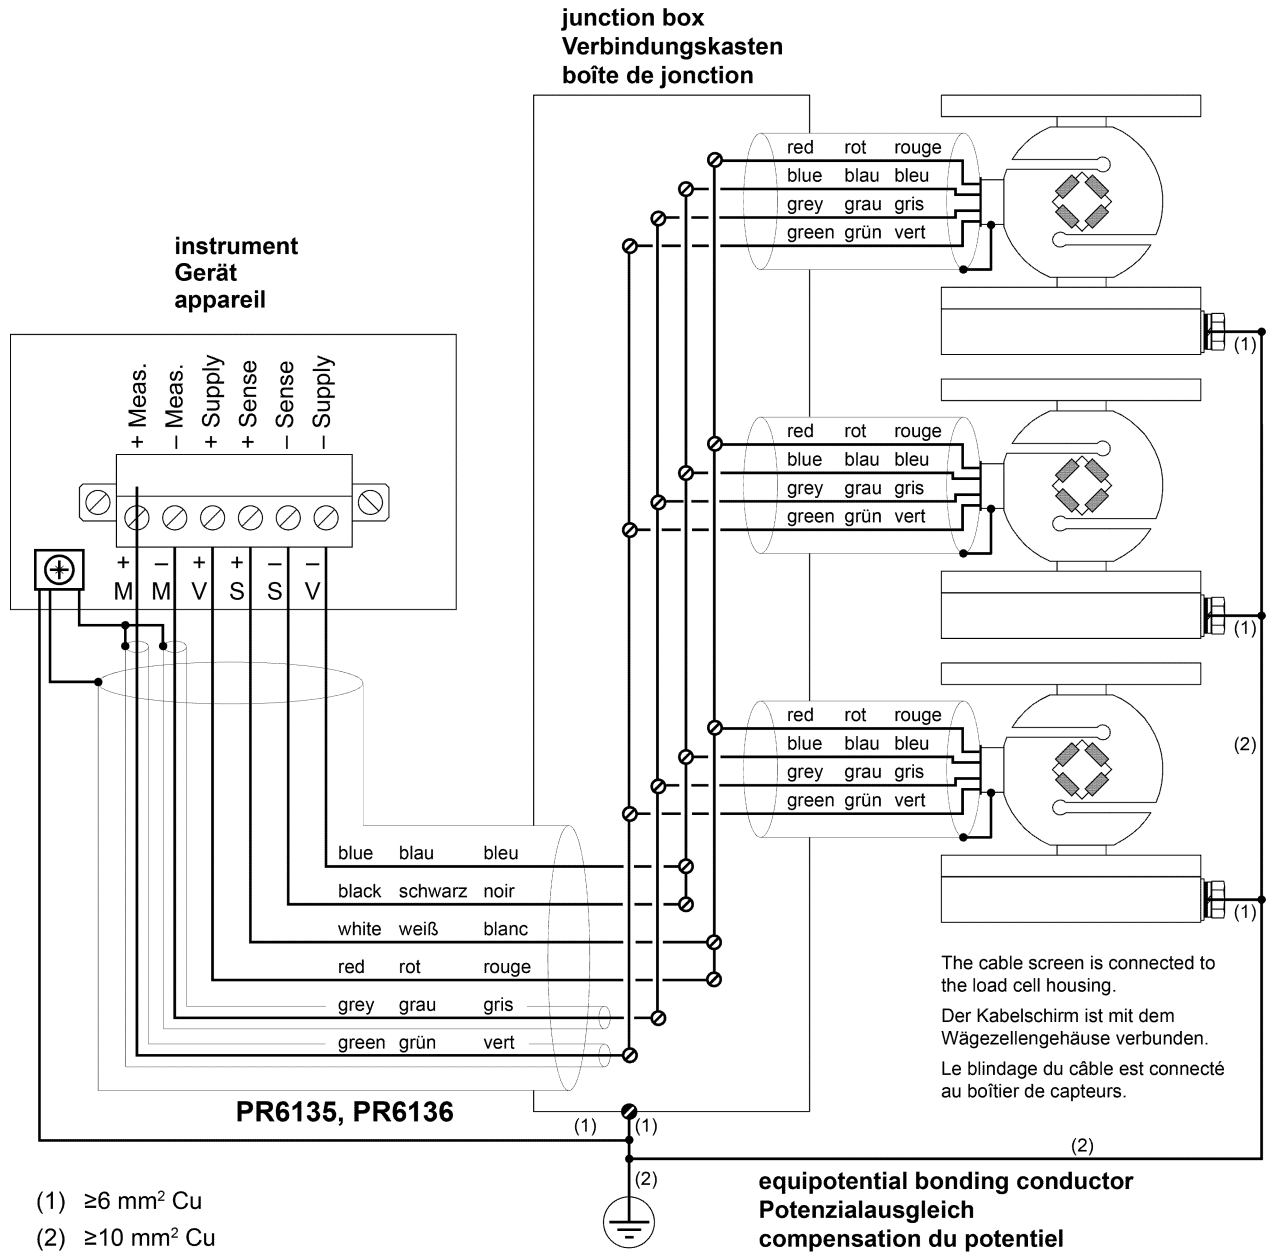 junction box
Verbindungskasten
boîte de jonction
red rot rouge
blue blau bleu
grey grau gris
green grün vert
instrument
Gerät
appareil
(1)
+ Meas.
– Meas.
+ Supply
+ Sense
– Sense
– Supply
red rot rouge
blue blau bleu
grey grau gris
green grün vert
+ – + + – –
M M V S S V
(1)
red rot rouge
blue blau bleu
grey grau gris
green grün vert
(2)
blue blau bleu
black schwarz noir
white weiß blanc
red rot rouge
grey grau gris
green grün vert
(1)
The cable screen is connected to
the load cell housing.
Der Kabelschirm ist mit dem
Wägezellengehäuse verbunden.
Le blindage du câble est connecté
au boîtier de capteurs.
PR6135, PR6136
(1) (1)
(2)
(2)
equipotential bonding conductor
Potenzialausgleich
compensation du potentiel
(1) ≥6 mm² Cu
(2) ≥10 mm² Cu